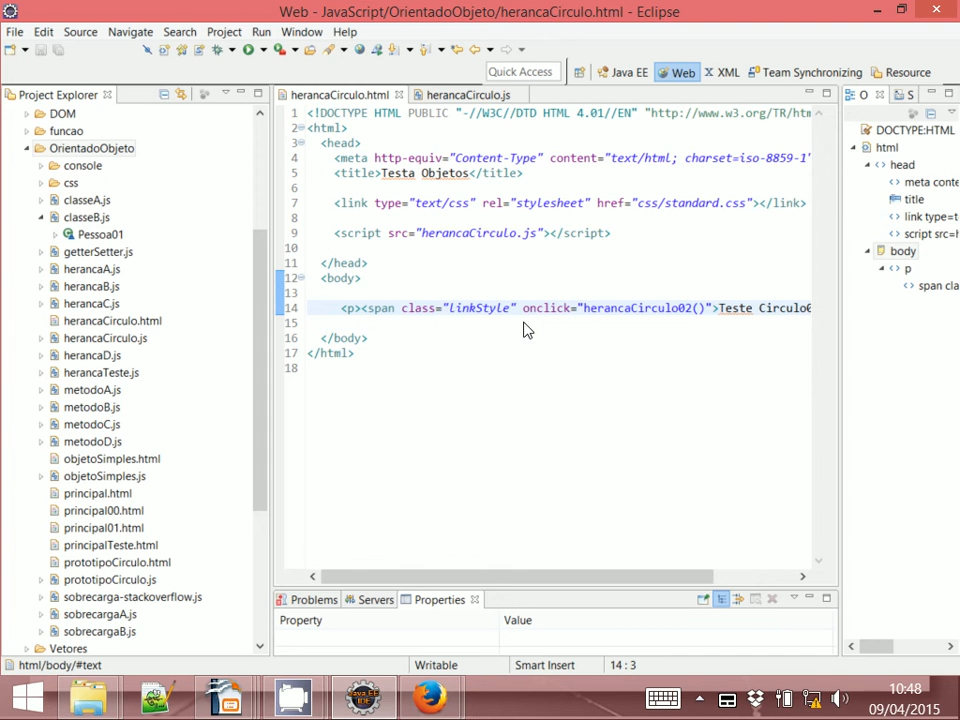 Web - JavaScript/OrientadoObjeto/herancaCirculo.html - Eclipse
File Edit Source Navigate Search Project Run Window Help
Quick Access Java EE Web XML Team Synchronizing Resource
Project Explorer
DOM
funcao
OrientadoObjeto
console
css
classeA.js
classeB.js
Pessoa01
getterSetter.js
herancaA.js
herancaB.js
herancaC.js
herancaCirculo.html
herancaCirculo.js
herancaD.js
herancaTeste.js
metodoA.js
metodoB.js
metodoC.js
metodoD.js
objetoSimples.html
objetoSimples.js
principal.html
principal00.html
principal01.html
principalTeste.html
prototipoCirculo.html
prototipoCirculo.js
sobrecarga-stackoverflow.js
sobrecargaA.js
sobrecargaB.js
Vetores
herancaCirculo.html herancaCirculo.js
1 <!DOCTYPE HTML PUBLIC "-//W3C//DTD HTML 4.01//EN" "http://www.w3.org/TR/htm
2 <html>
3 <head>
4 <meta http-equiv="Content-Type" content="text/html; charset=iso-8859-1"
5 <title>Testa Objetos</title>
6
7 <link type="text/css" rel="stylesheet" href="css/standard.css"></link>
8
9 <script src="herancaCirculo.js"></script>
10
11 </head>
12 <body>
13
14 <p><span class="linkStyle" onclick="herancaCirculo02()">Teste Circulo0
15
16 </body>
17 </html>
18
O S
DOCTYPE:HTML
html
head
meta conte
title
link type=t
script src=h
body
p
span cla
Problems Servers Properties
Property Value
html/body/#text Writable Smart Insert 14 : 3
Java EE
IDE
10:48
09/04/2015